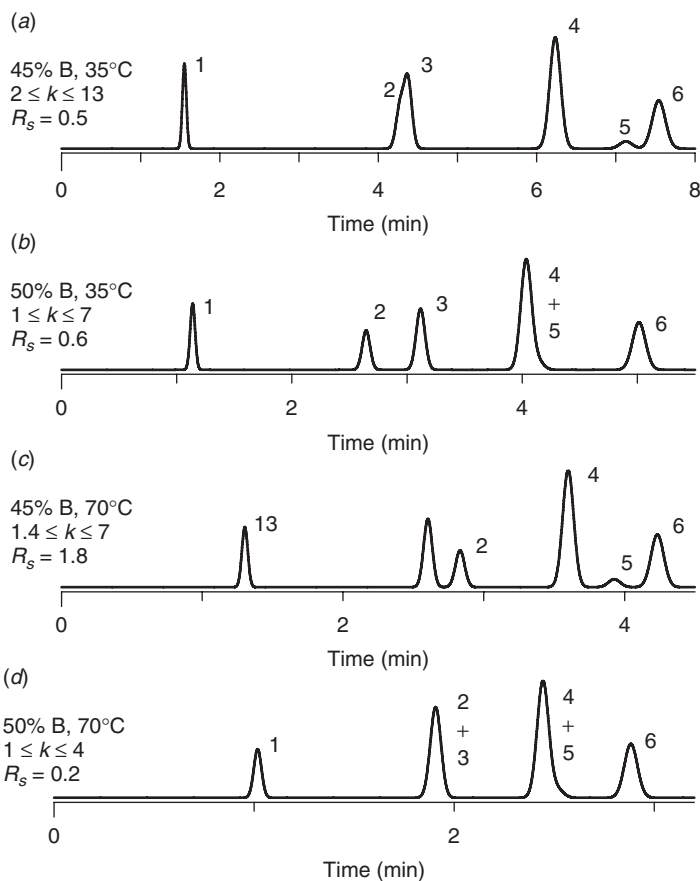 (a)
45% B, 35°C
2 ≤ k ≤ 13
Rs = 0.5
1
2
3
4
5
6
0
2
4
6
8
Time (min)
(b)
50% B, 35°C
1 ≤ k ≤ 7
Rs = 0.6
1
2
3
4
+
5
6
0
2
4
Time (min)
(c)
45% B, 70°C
1.4 ≤ k ≤ 7
Rs = 1.8
13
2
4
5
6
0
2
4
Time (min)
(d)
50% B, 70°C
1 ≤ k ≤ 4
Rs = 0.2
1
2
+
3
4
+
5
6
0
2
Time (min)